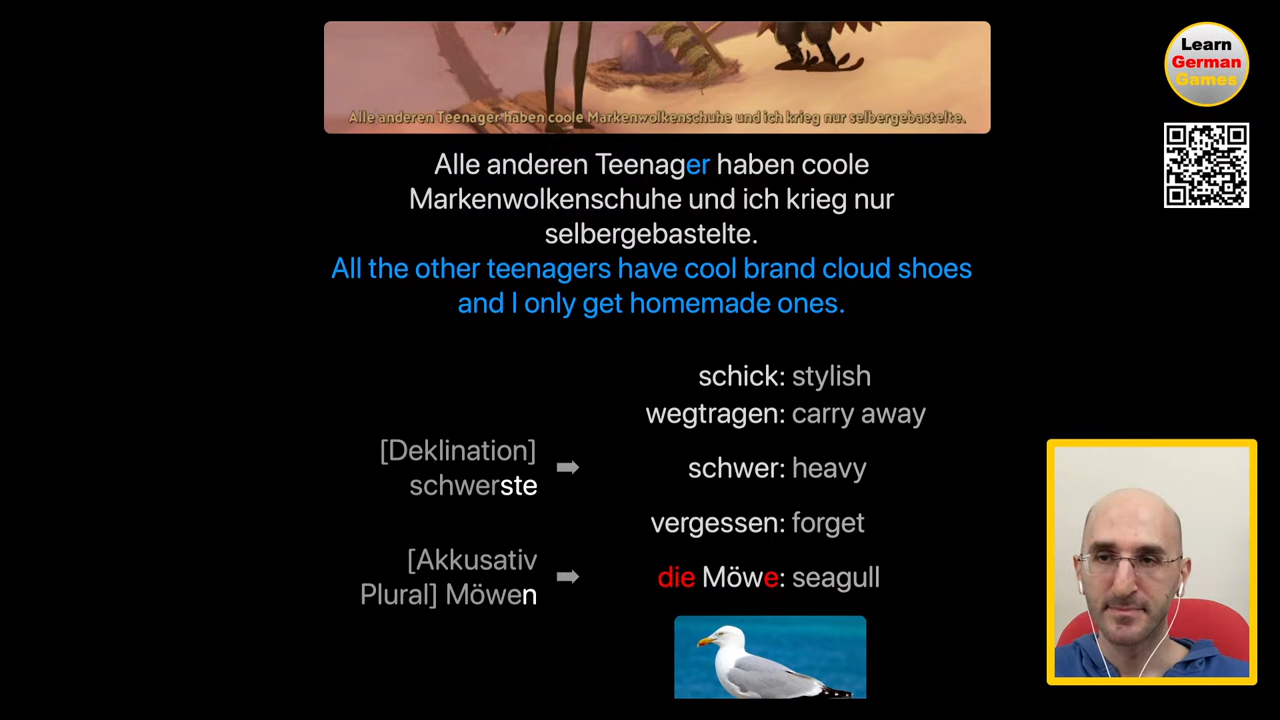 Alle anderen Teenager haben coole Markenwolkenschuhe und ich krieg nur selbergebastelte.
Alle anderen Teenager haben coole
Markenwolkenschuhe und ich krieg nur
selbergebastelte.
All the other teenagers have cool brand cloud shoes
and I only get homemade ones.
schick: stylish
wegtragen: carry away
[Deklination]
schwerste
➡
schwer: heavy
vergessen: forget
[Akkusativ
Plural] Möwen
➡
die Möwe: seagull
Learn
German
Games